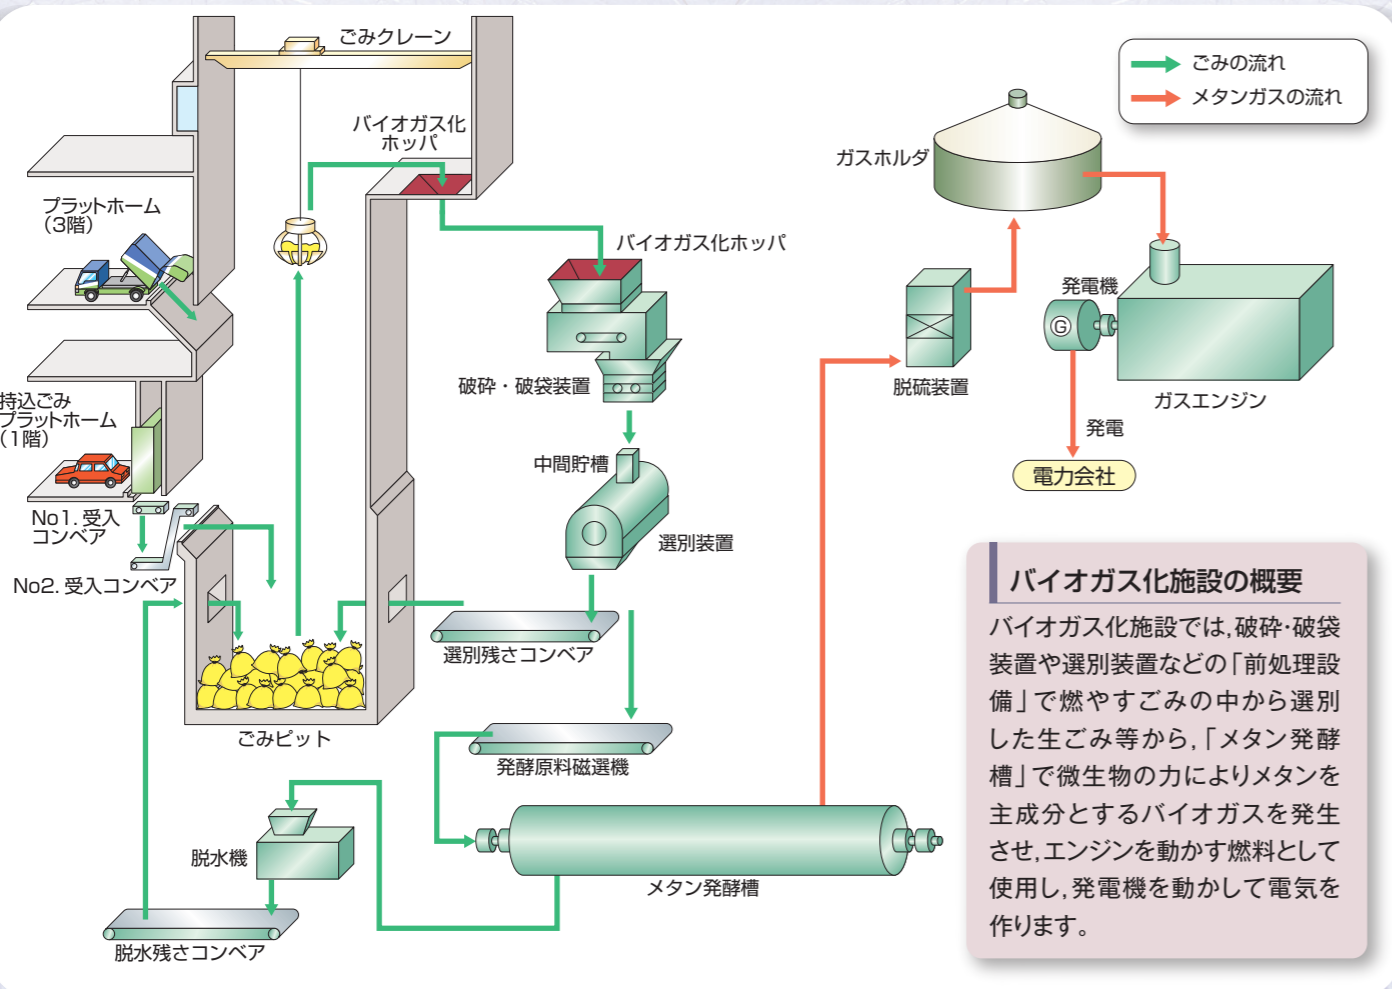 ごみクレーン
ごみの流れ
メタンガスの流れ
バイオガス化
ホッパ
ガスホルダ
プラットホーム
(3階)
バイオガス化ホッパ
発電機
G
破砕・破袋装置
脱硫装置
ガスエンジン
持込ごみ
プラットホーム
(1階)
発電
電力会社
中間貯槽
No1. 受入
コンベア
選別装置
No2. 受入コンベア
選別残さコンベア
ごみピット
発酵原料磁選機
脱水機
メタン発酵槽
脱水残さコンベア
バイオガス化施設の概要
バイオガス化施設では,破砕・破袋
装置や選別装置などの「前処理設
備」で燃やすごみの中から選別
した生ごみ等から,「メタン発酵
槽」で微生物の力によりメタンを
主成分とするバイオガスを発生
させ,エンジンを動かす燃料として
使用し,発電機を動かして電気を
作ります。